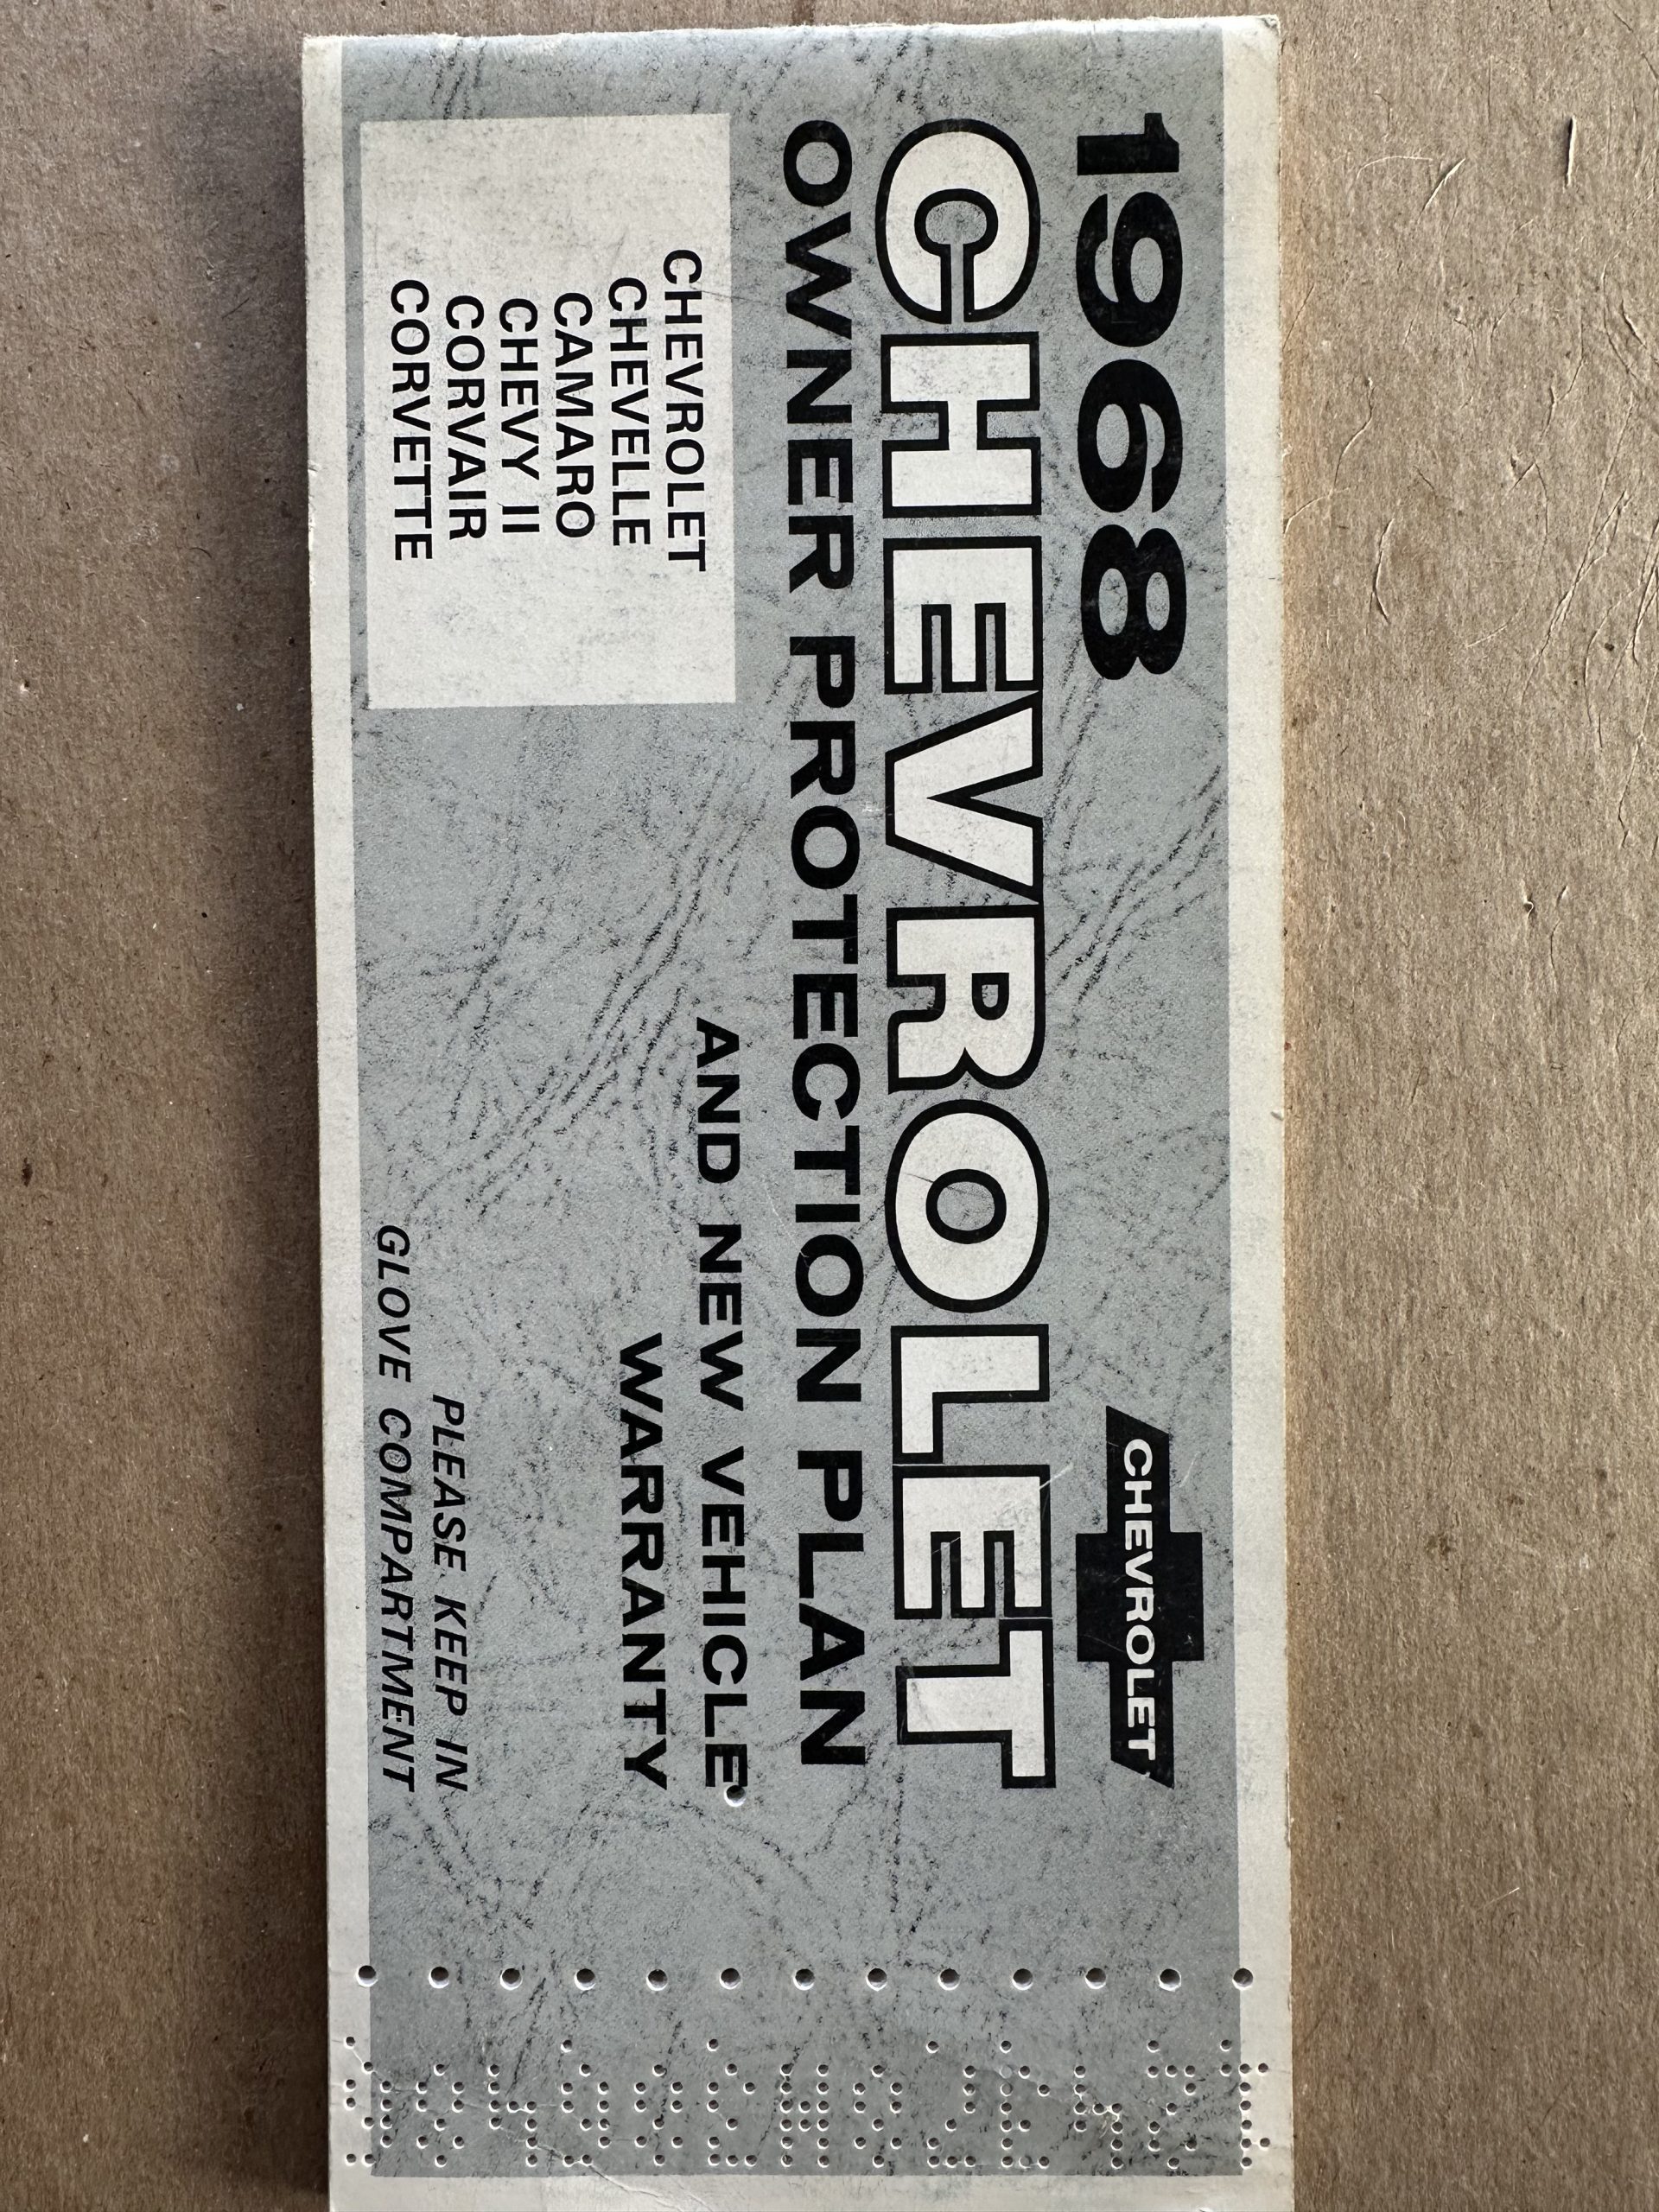 1968
CHEVROLET
CHEVROLET
OWNER PROTECTION PLAN
AND NEW VEHICLE
WARRANTY
CHEVROLET
CHEVELLE
CAMARO
CHEVY II
CORVAIR
CORVETTE
PLEASE KEEP IN
GLOVE COMPARTMENT